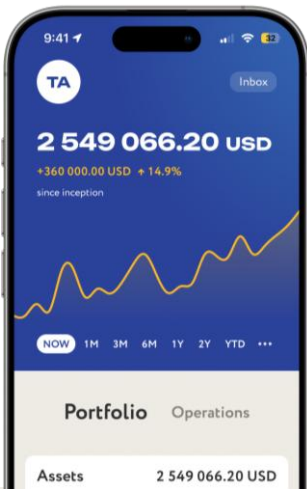 9:41
32
TA
Inbox
2 549 066.20 USD
+360 000.00 USD ↑ 14.9%
since inception
NOW 1M 3M 6M 1Y 2Y YTD •••
Portfolio Operations
Assets 2 549 066.20 USD